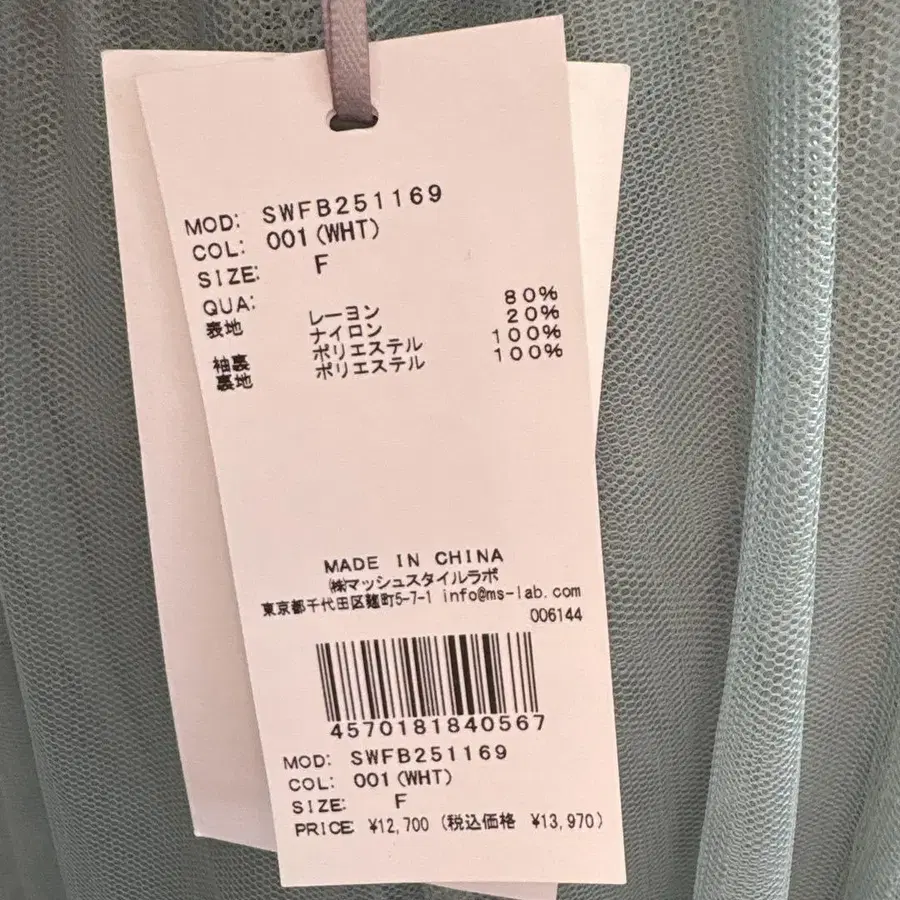 MOD: SWFB251169
COL: 001(WHT)
SIZE: F
QUA:
表地 レーヨン 80%
ナイロン 20%
袖裏 ポリエステル 100%
裏地 ポリエステル 100%
MADE IN CHINA
㈱マッシュスタイルラボ
東京都千代田区麹町5-7-1 info@ms-lab.com
006144
4570181840567
MOD: SWFB251169
COL: 001(WHT)
SIZE: F
PRICE: ¥12,700 (税込価格 ¥13,970)